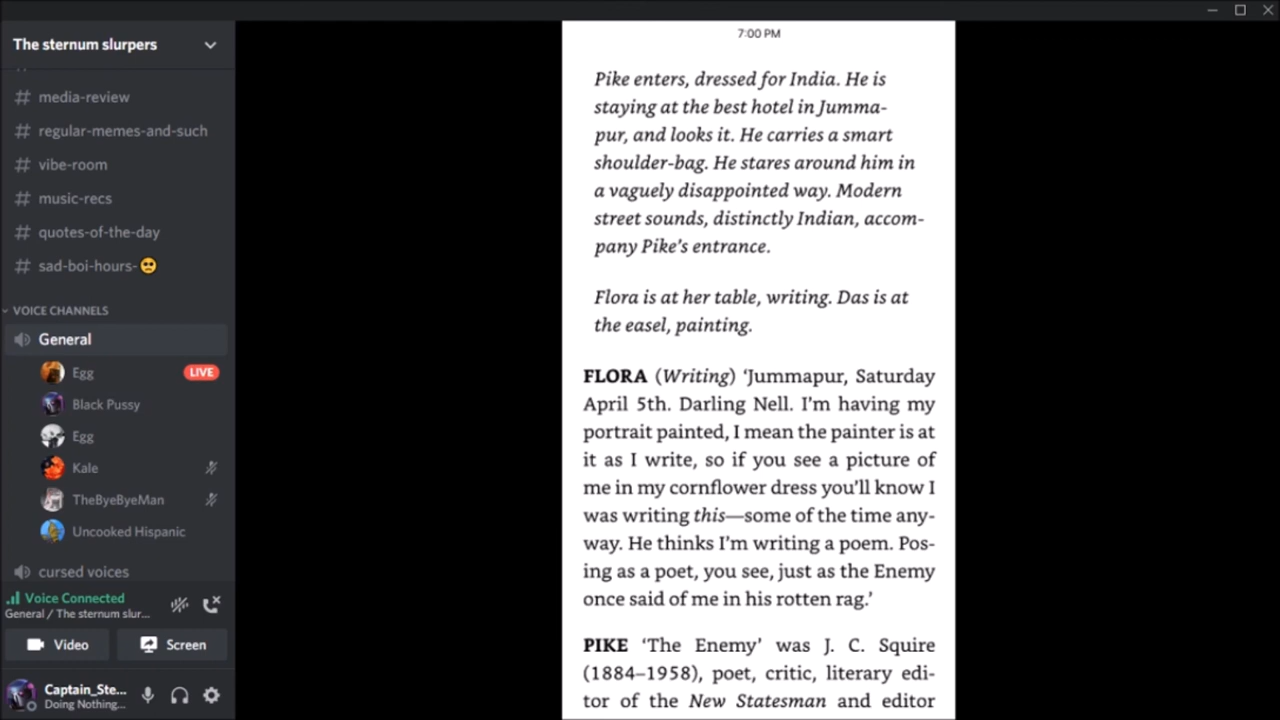 The sternum slurpers
# media-review
# regular-memes-and-such
# vibe-room
# music-recs
# quotes-of-the-day
# sad-boi-hours-🥺
VOICE CHANNELS
General
Egg LIVE
Black Pussy
Egg
Kale
TheByeByeMan
Uncooked Hispanic
cursed voices
Voice Connected
General / The sternum slur...
Video Screen
Captain_Ste...
Doing Nothing...
7:00 PM
Pike enters, dressed for India. He is
staying at the best hotel in Jumma-
pur, and looks it. He carries a smart
shoulder-bag. He stares around him in
a vaguely disappointed way. Modern
street sounds, distinctly Indian, accom-
pany Pike's entrance.
Flora is at her table, writing. Das is at
the easel, painting.
FLORA (Writing) ‘Jummapur, Saturday
April 5th. Darling Nell. I'm having my
portrait painted, I mean the painter is at
it as I write, so if you see a picture of
me in my cornflower dress you'll know I
was writing this—some of the time any-
way. He thinks I'm writing a poem. Pos-
ing as a poet, you see, just as the Enemy
once said of me in his rotten rag.’
PIKE ‘The Enemy’ was J. C. Squire
(1884–1958), poet, critic, literary edi-
tor of the New Statesman and editor